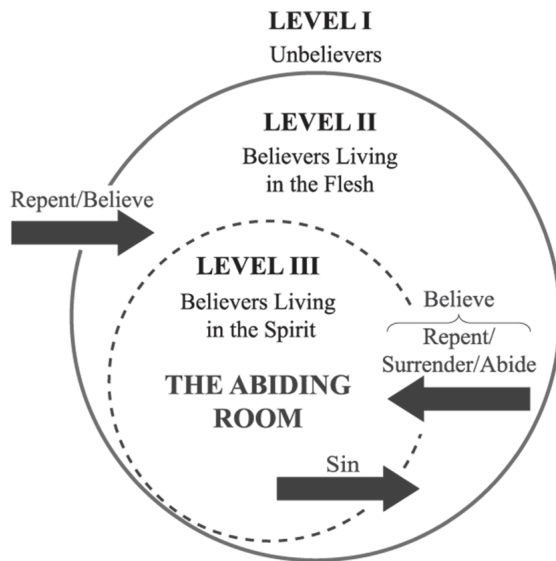 LEVEL I
Unbelievers
LEVEL II
Believers Living
in the Flesh
Repent/Believe
LEVEL III
Believers Living
in the Spirit
THE ABIDING
ROOM
Believe
Repent/
Surrender/Abide
Sin